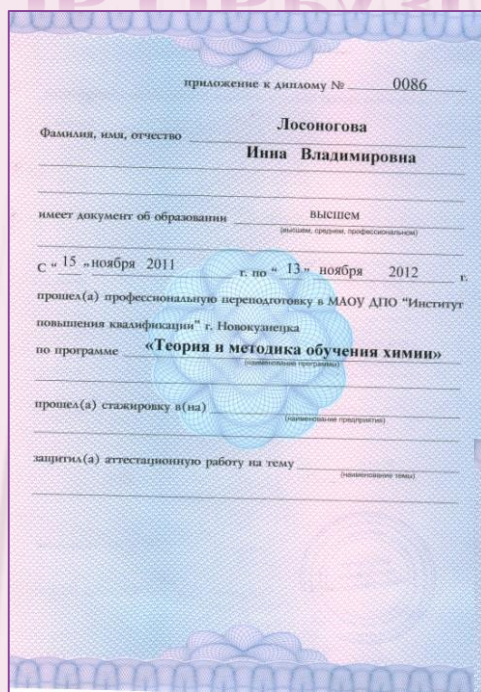 приложение к диплому № 0086
Фамилия, имя, отчество Лосоногова
Инна Владимировна
имеет документ об образовании высшем
(высшем, среднем, профессиональном)
С “ 15 „ ноября 2011 г. по “ 13 ” ноября 2012 г.
прошел(а) профессиональную переподготовку в МАОУ ДПО “Институт
повышения квалификации” г. Новокузнецка
по программе «Теория и методика обучения химии»
(наименование программы)
прошел(а) стажировку в(на)
(наименование предприятия)
защитил(а) аттестационную работу на тему
(наименование темы)